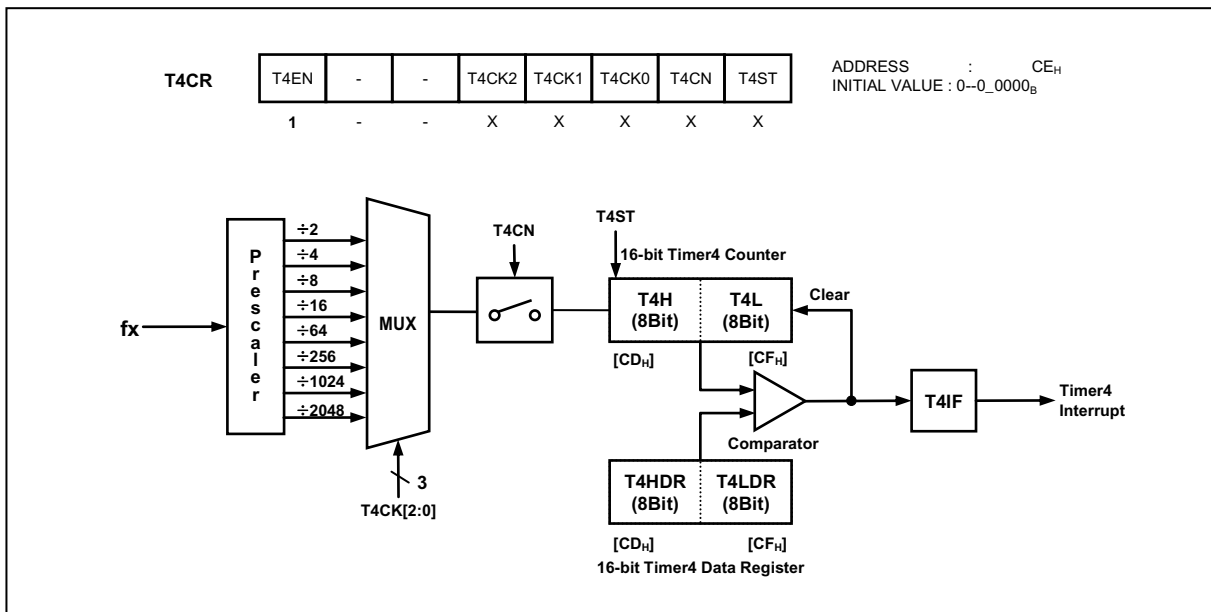 T4CR T4EN - - T4CK2 T4CK1 T4CK0 T4CN T4ST
ADDRESS : CEH
INITIAL VALUE : 0--0_0000B
1 - - X X X X X
fx
Prescaler
÷2
÷4
÷8
÷16
÷64
÷256
÷1024
÷2048
MUX
3
T4CK[2:0]
T4CN
T4ST
16-bit Timer4 Counter
T4H
(8Bit)
T4L
(8Bit)
Clear
[CDH] [CFH]
Comparator
T4IF
Timer4
Interrupt
T4HDR
(8Bit)
T4LDR
(8Bit)
[CDH] [CFH]
16-bit Timer4 Data Register